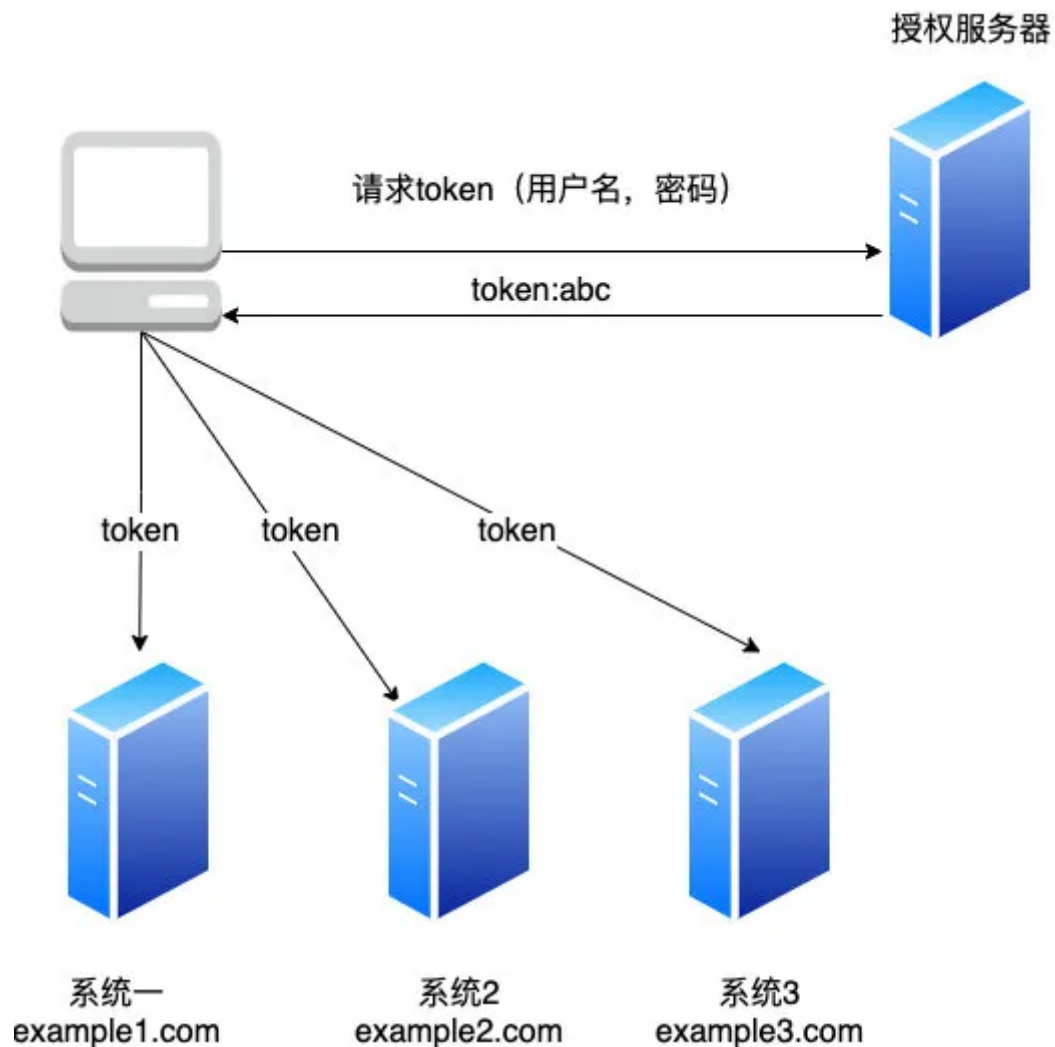 授权服务器
请求token（用户名，密码）
token:abc
token
token
token
系统一
example1.com
系统2
example2.com
系统3
example3.com